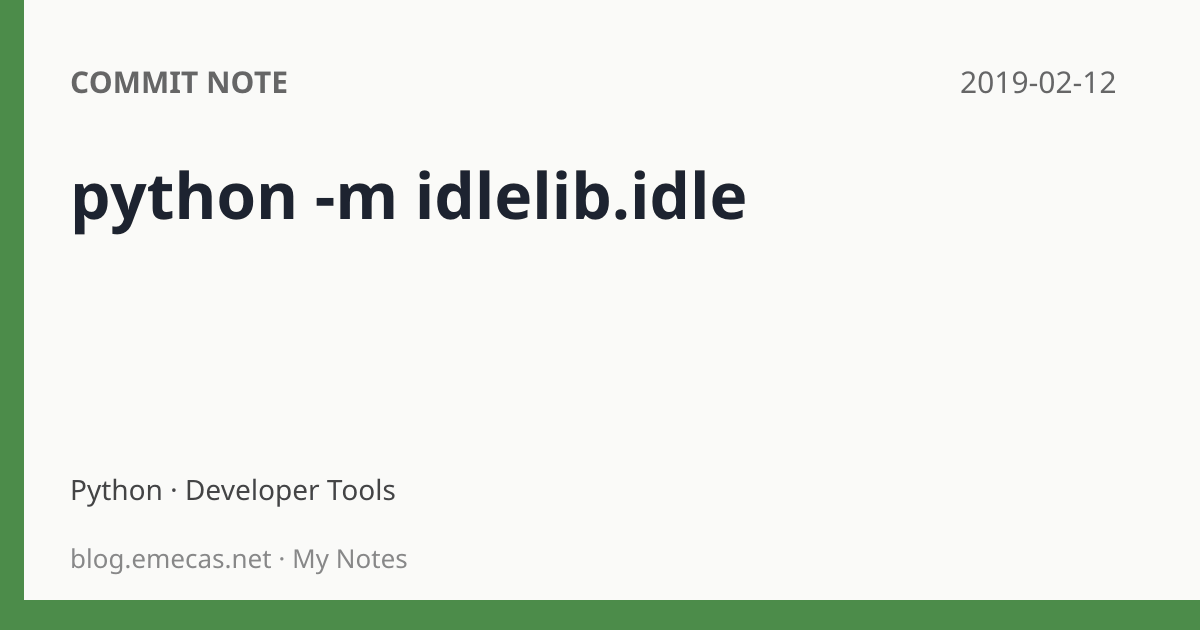 COMMIT NOTE
2019-02-12
python -m idlelib.idle
Python · Developer Tools
blog.emecas.net · My Notes